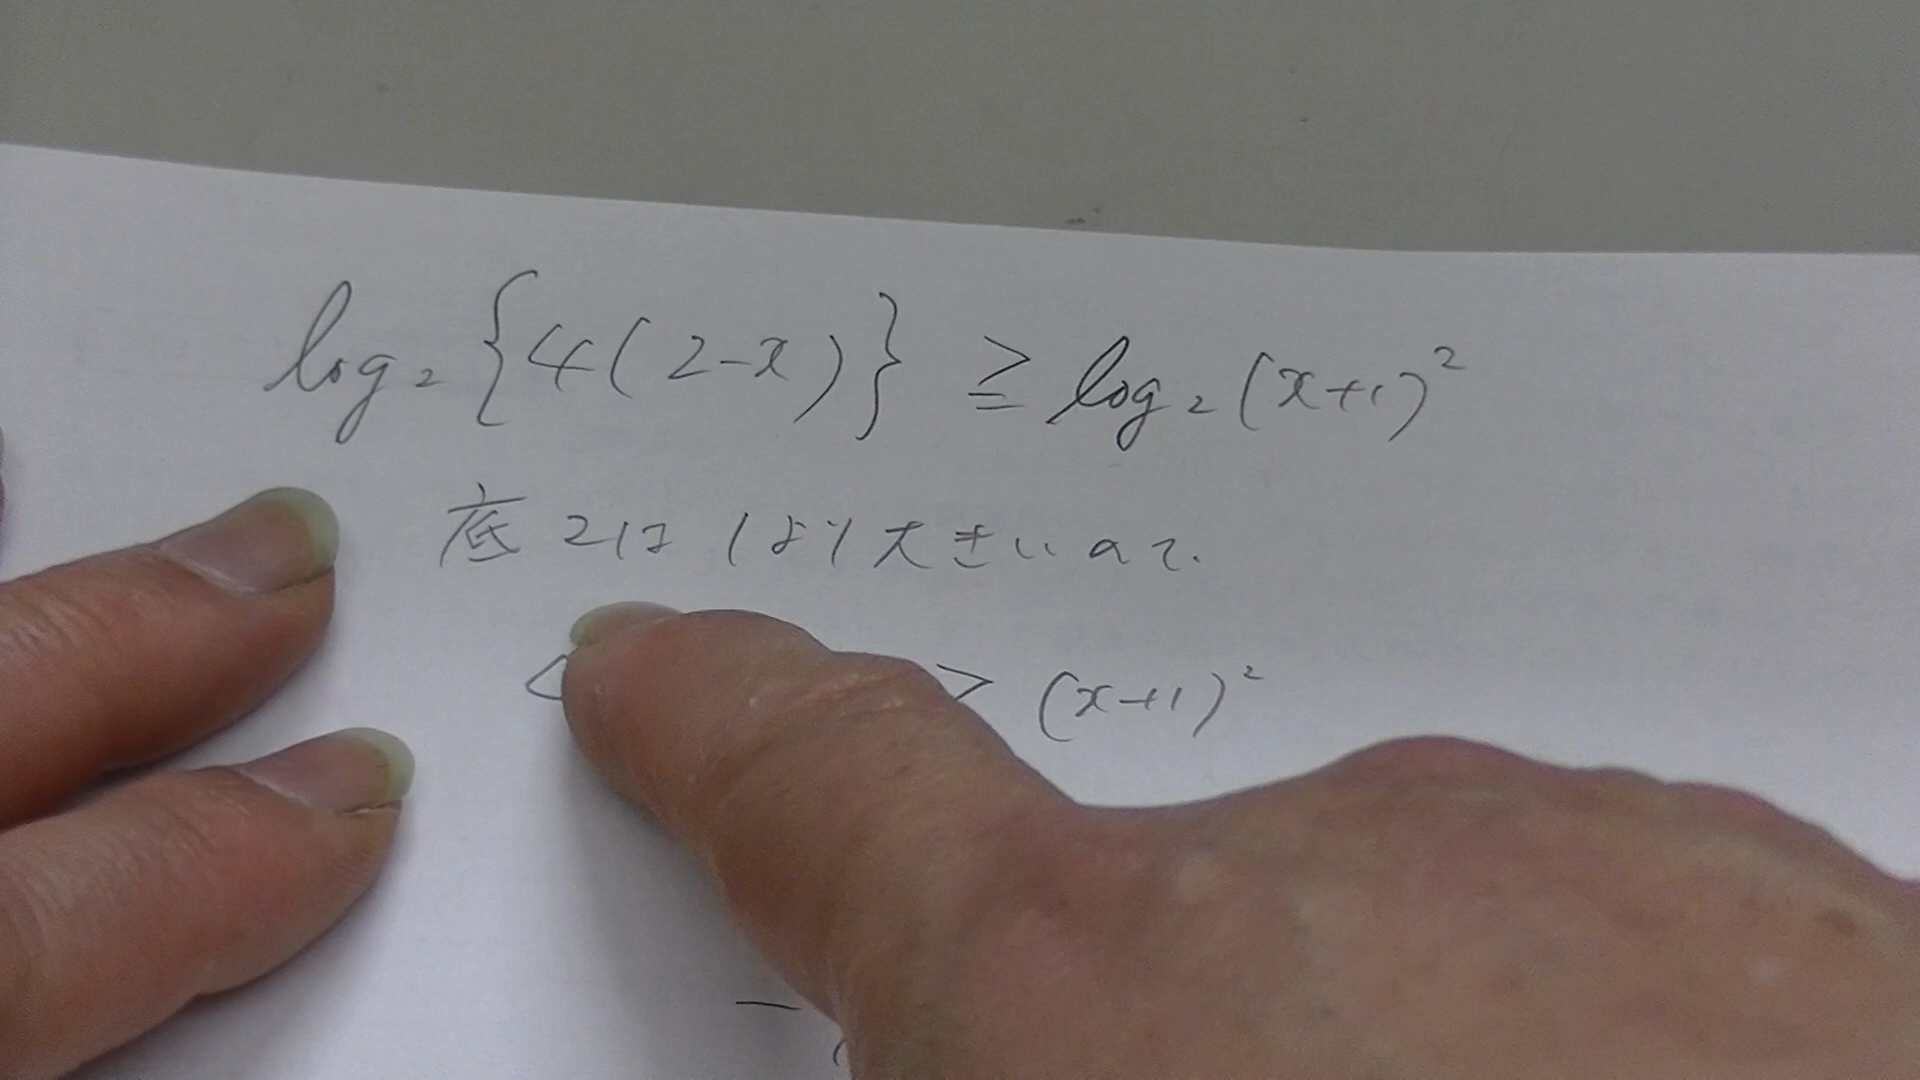 log₂{4(2-x)} ≧ log₂(x+1)²
底2は1より大きいので
(x+1)²